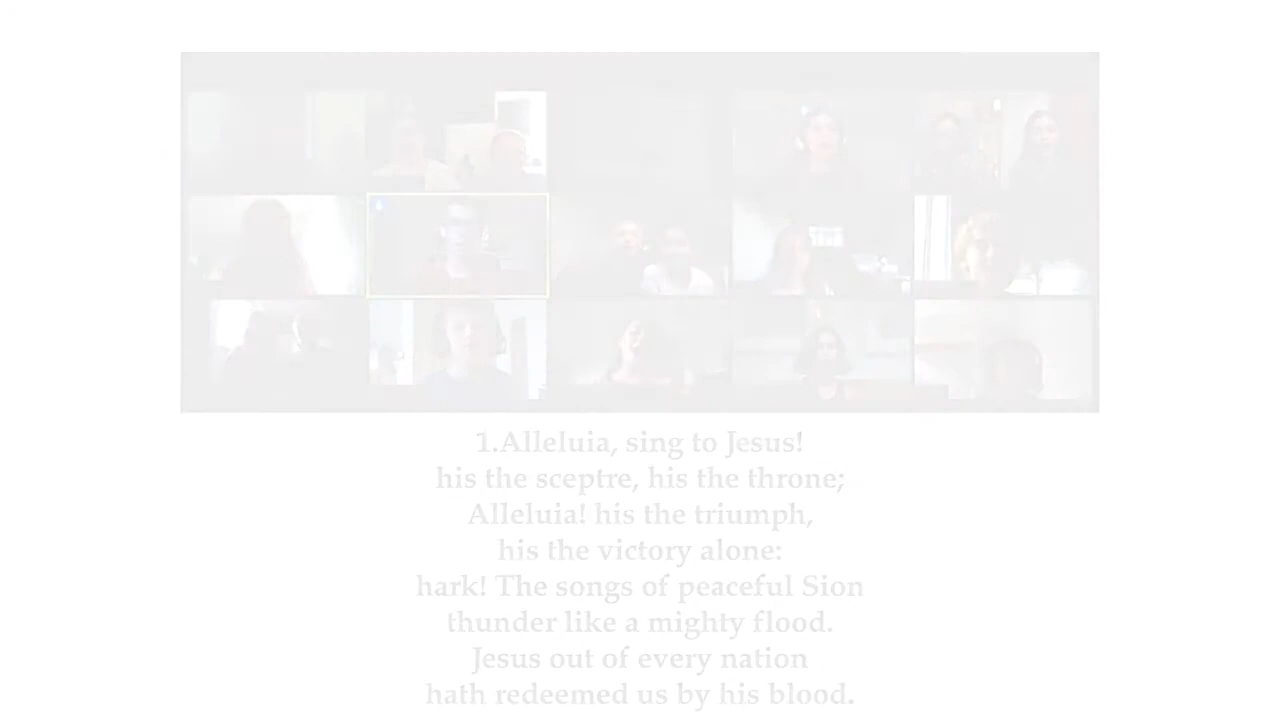 1.Alleluia, sing to Jesus!
his the sceptre, his the throne;
Alleluia! his the triumph,
his the victory alone:
hark! The songs of peaceful Sion
thunder like a mighty flood.
Jesus out of every nation
hath redeemed us by his blood.